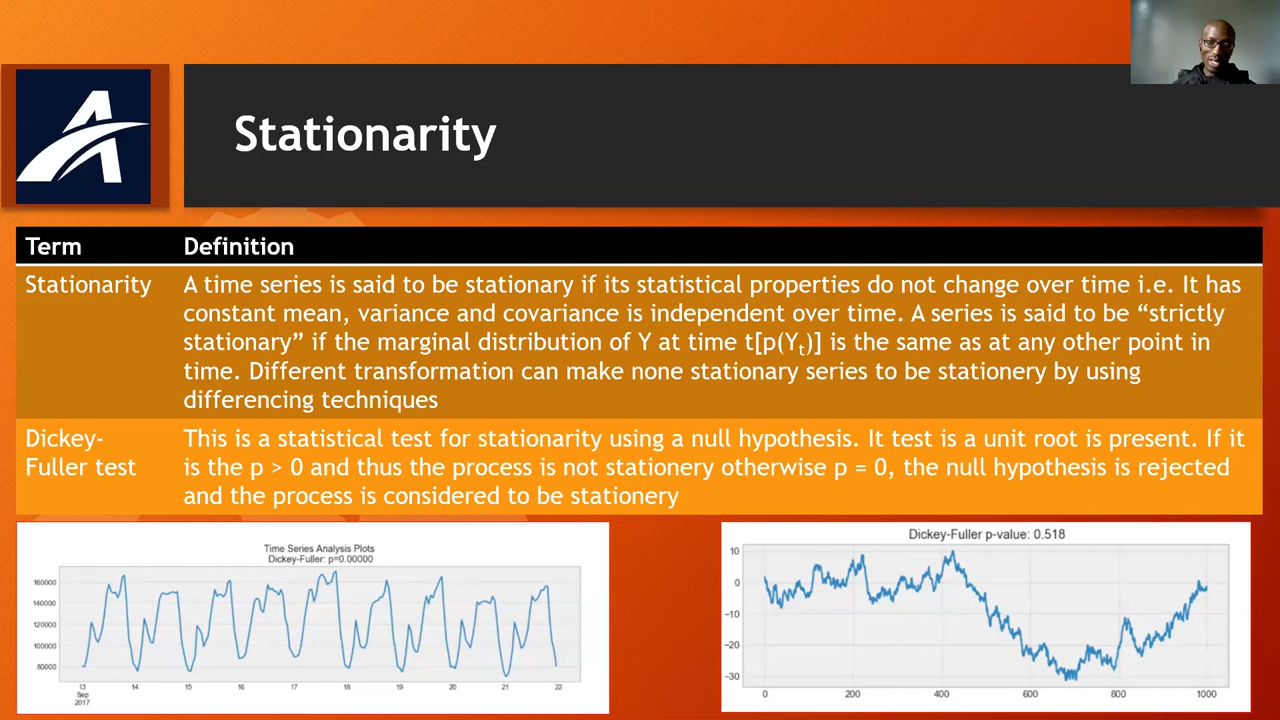 Stationarity
Term Definition
Stationarity A time series is said to be stationary if its statistical properties do not change over time i.e. It has
constant mean, variance and covariance is independent over time. A series is said to be “strictly
stationary” if the marginal distribution of Y at time t[p(Yt)] is the same as at any other point in
time. Different transformation can make none stationary series to be stationery by using
differencing techniques
Dickey- This is a statistical test for stationarity using a null hypothesis. It test is a unit root is present. If it
Fuller test is the p > 0 and thus the process is not stationery otherwise p = 0, the null hypothesis is rejected
and the process is considered to be stationery
Time Series Analysis Plots
Dickey-Fuller: p=0.00000
160000
140000
120000
100000
80000
13 14 15 16 17 18 19 20 21 22
Sep
2017
Dickey-Fuller p-value: 0.518
10
0
−10
−20
−30
0 200 400 600 800 1000